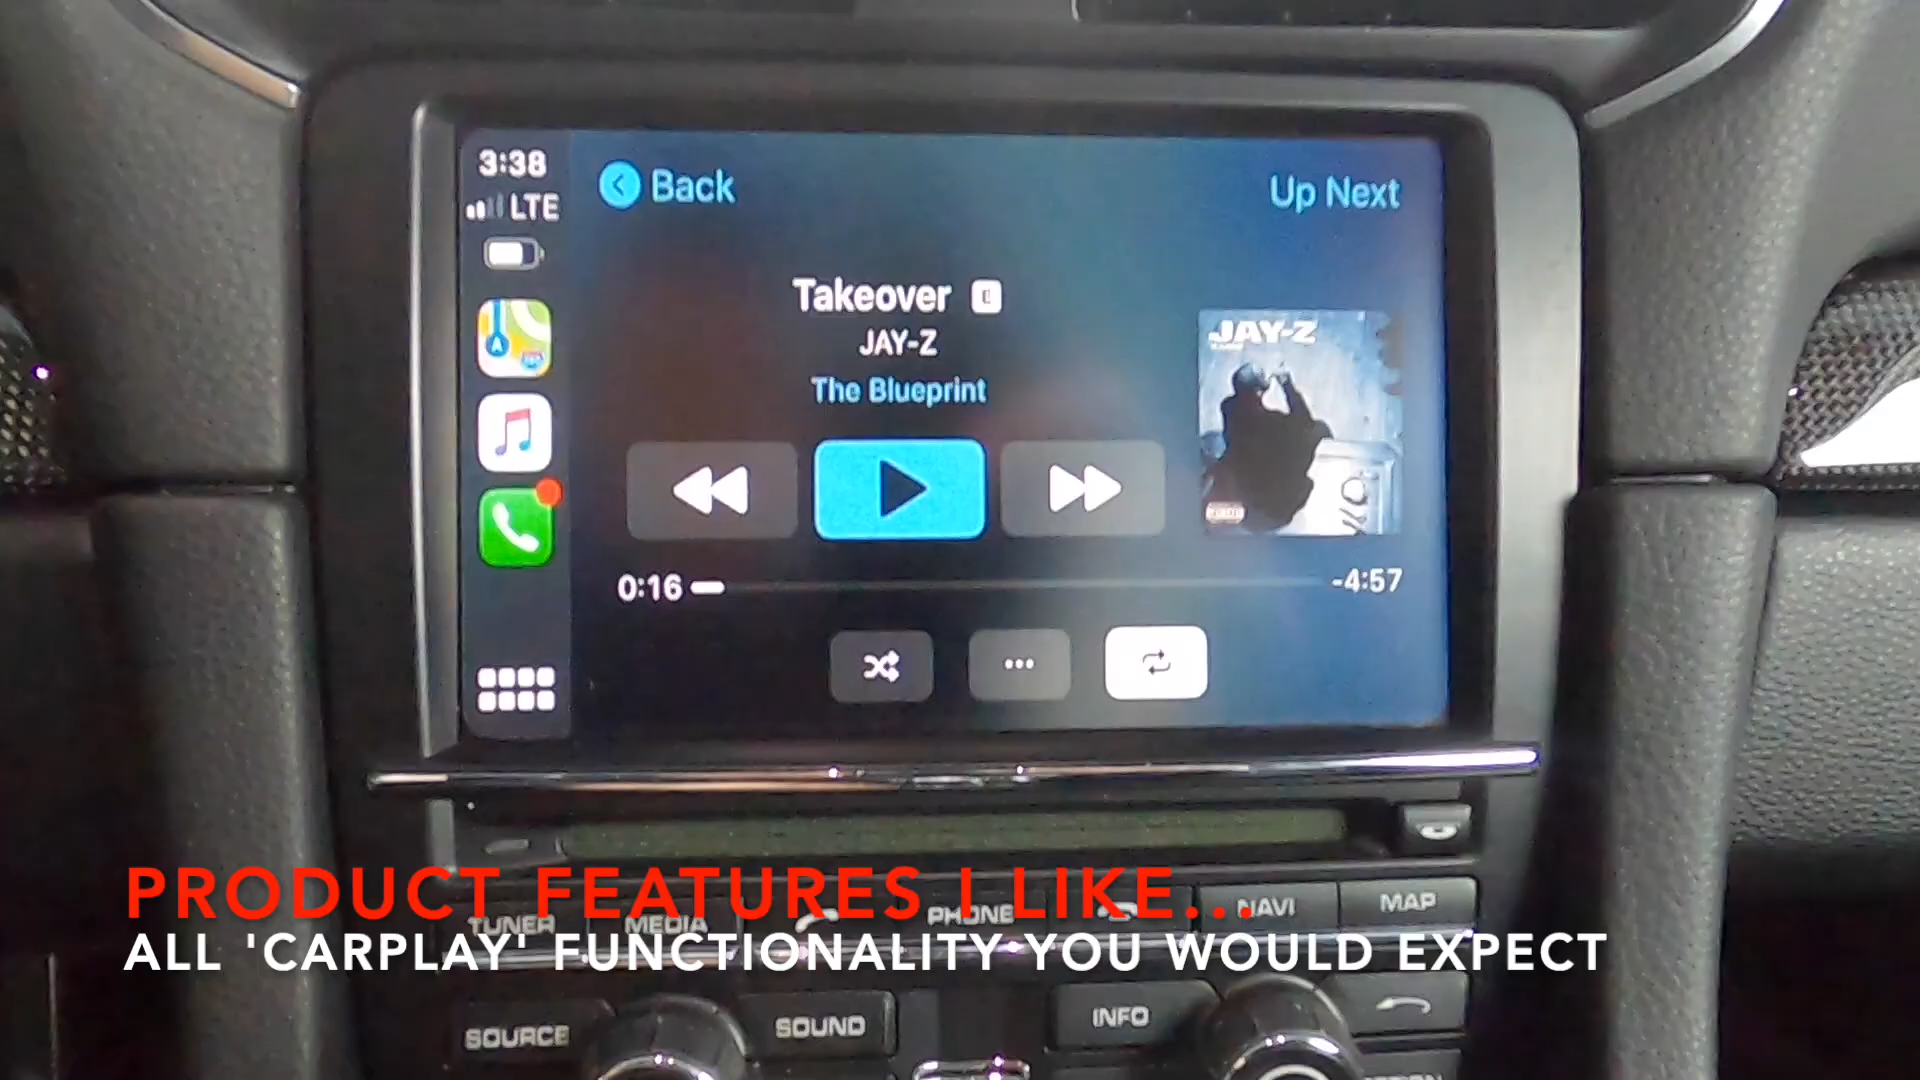 3:38
LTE
Back
Up Next
Takeover E
JAY-Z
The Blueprint
JAY-Z
0:16
-4:57
PRODUCT FEATURES I LIKE...
TUNER MEDIA PHONE NAVI MAP
ALL 'CARPLAY' FUNCTIONALITY YOU WOULD EXPECT
SOURCE SOUND INFO